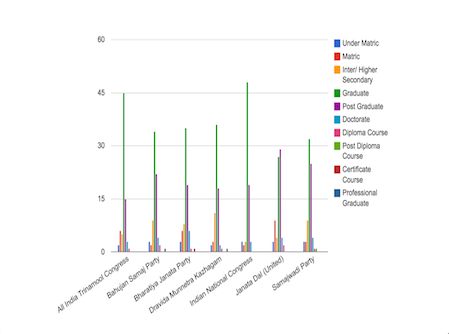 60
45
30
15
0
All India Trinamool Congress
Bahujan Samaj Party
Bharatiya Janata Party
Dravida Munnetra Kazhagam
Indian National Congress
Janata Dal (United)
Samajwadi Party
Under Matric
Matric
Inter/ Higher
Secondary
Graduate
Post Graduate
Doctorate
Diploma Course
Post Diploma
Course
Certificate
Course
Professional
Graduate